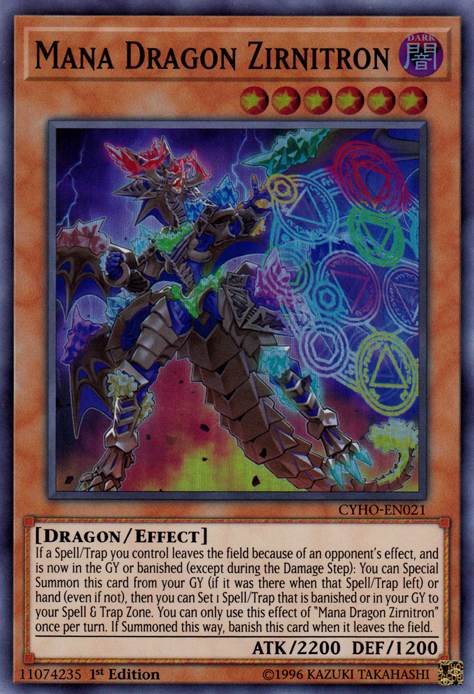 MANA DRAGON ZIRNITRON
DARK
闇
CYHO-EN021
[DRAGON/EFFECT]
If a Spell/Trap you control leaves the field because of an opponent's effect, and
is now in the GY or banished (except during the Damage Step): You can Special
Summon this card from your GY (if it was there when that Spell/Trap left) or
hand (even if not), then you can Set 1 Spell/Trap that is banished or in your GY to
your Spell & Trap Zone. You can only use this effect of "Mana Dragon Zirnitron"
once per turn. If Summoned this way, banish this card when it leaves the field.
ATK/2200 DEF/1200
11074235 1st Edition ©1996 KAZUKI TAKAHASHI